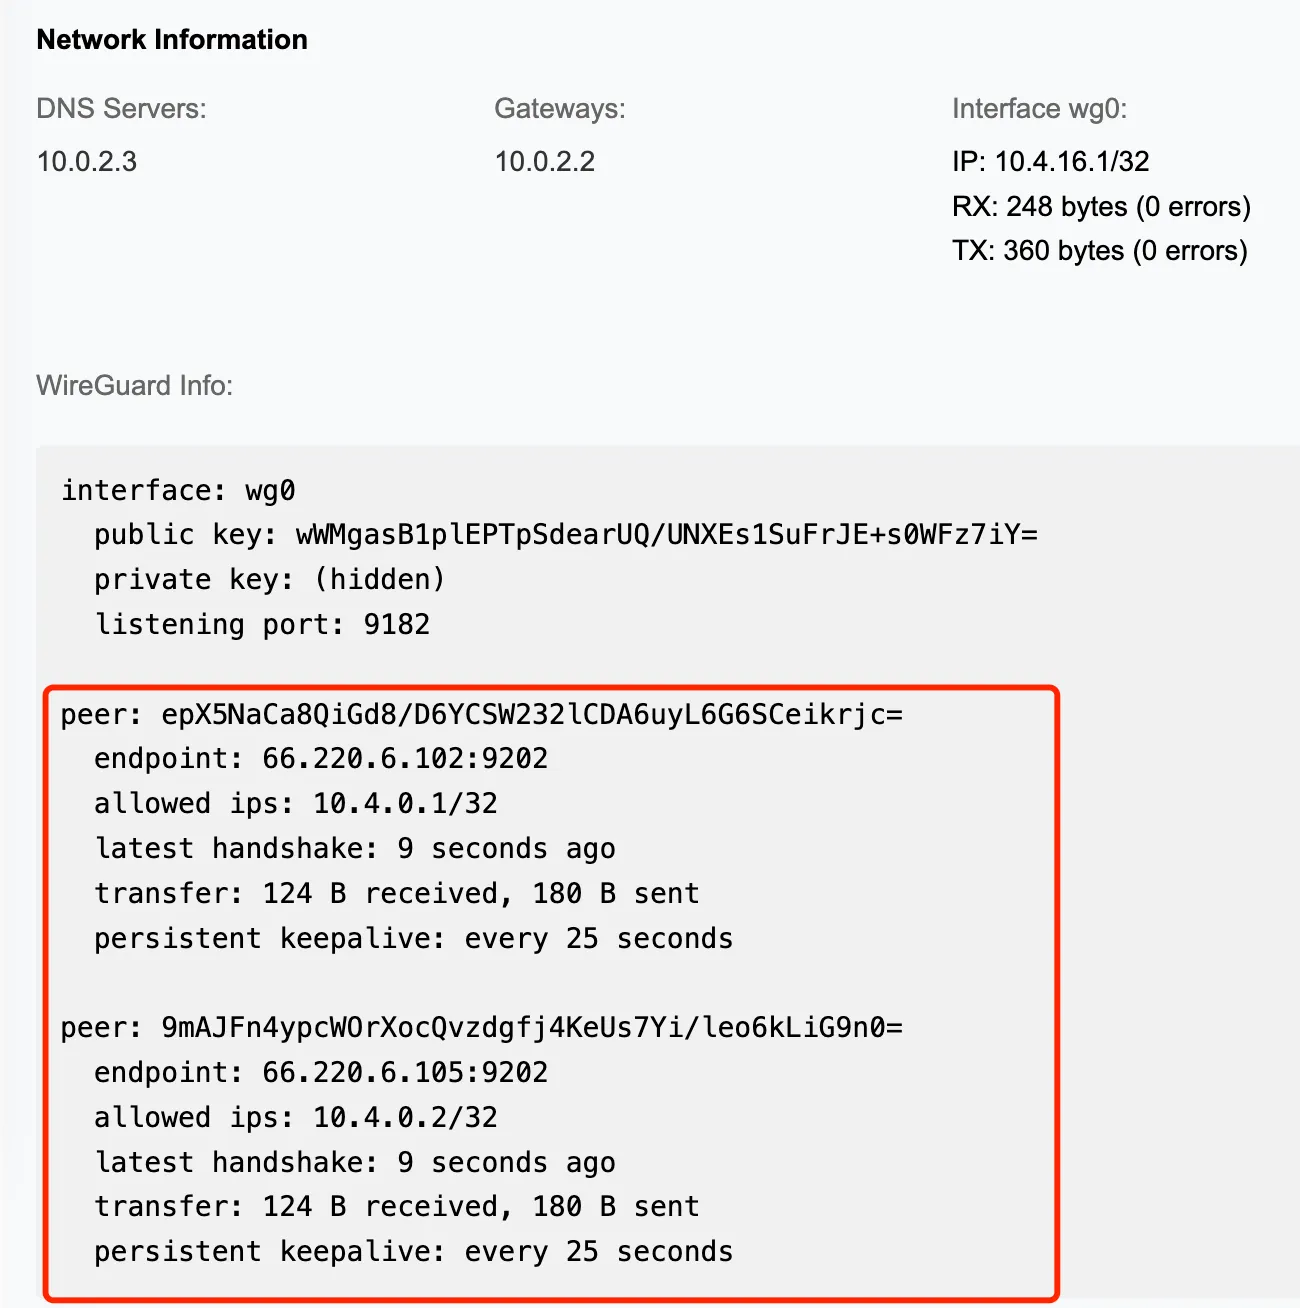 Network Information
DNS Servers:
10.0.2.3
Gateways:
10.0.2.2
Interface wg0:
IP: 10.4.16.1/32
RX: 248 bytes (0 errors)
TX: 360 bytes (0 errors)
WireGuard Info:
interface: wg0
public key: wWMgasB1plEPTpSdearUQ/UNXEs1SuFrJE+s0WFz7iY=
private key: (hidden)
listening port: 9182
peer: epX5NaCa8QiGd8/D6YCSW232lCDA6uyL6G6SCeikrjc=
endpoint: 66.220.6.102:9202
allowed ips: 10.4.0.1/32
latest handshake: 9 seconds ago
transfer: 124 B received, 180 B sent
persistent keepalive: every 25 seconds
peer: 9mAJFn4ypcWOrXocQvzdgfj4KeUs7Yi/leo6kLiG9n0=
endpoint: 66.220.6.105:9202
allowed ips: 10.4.0.2/32
latest handshake: 9 seconds ago
transfer: 124 B received, 180 B sent
persistent keepalive: every 25 seconds